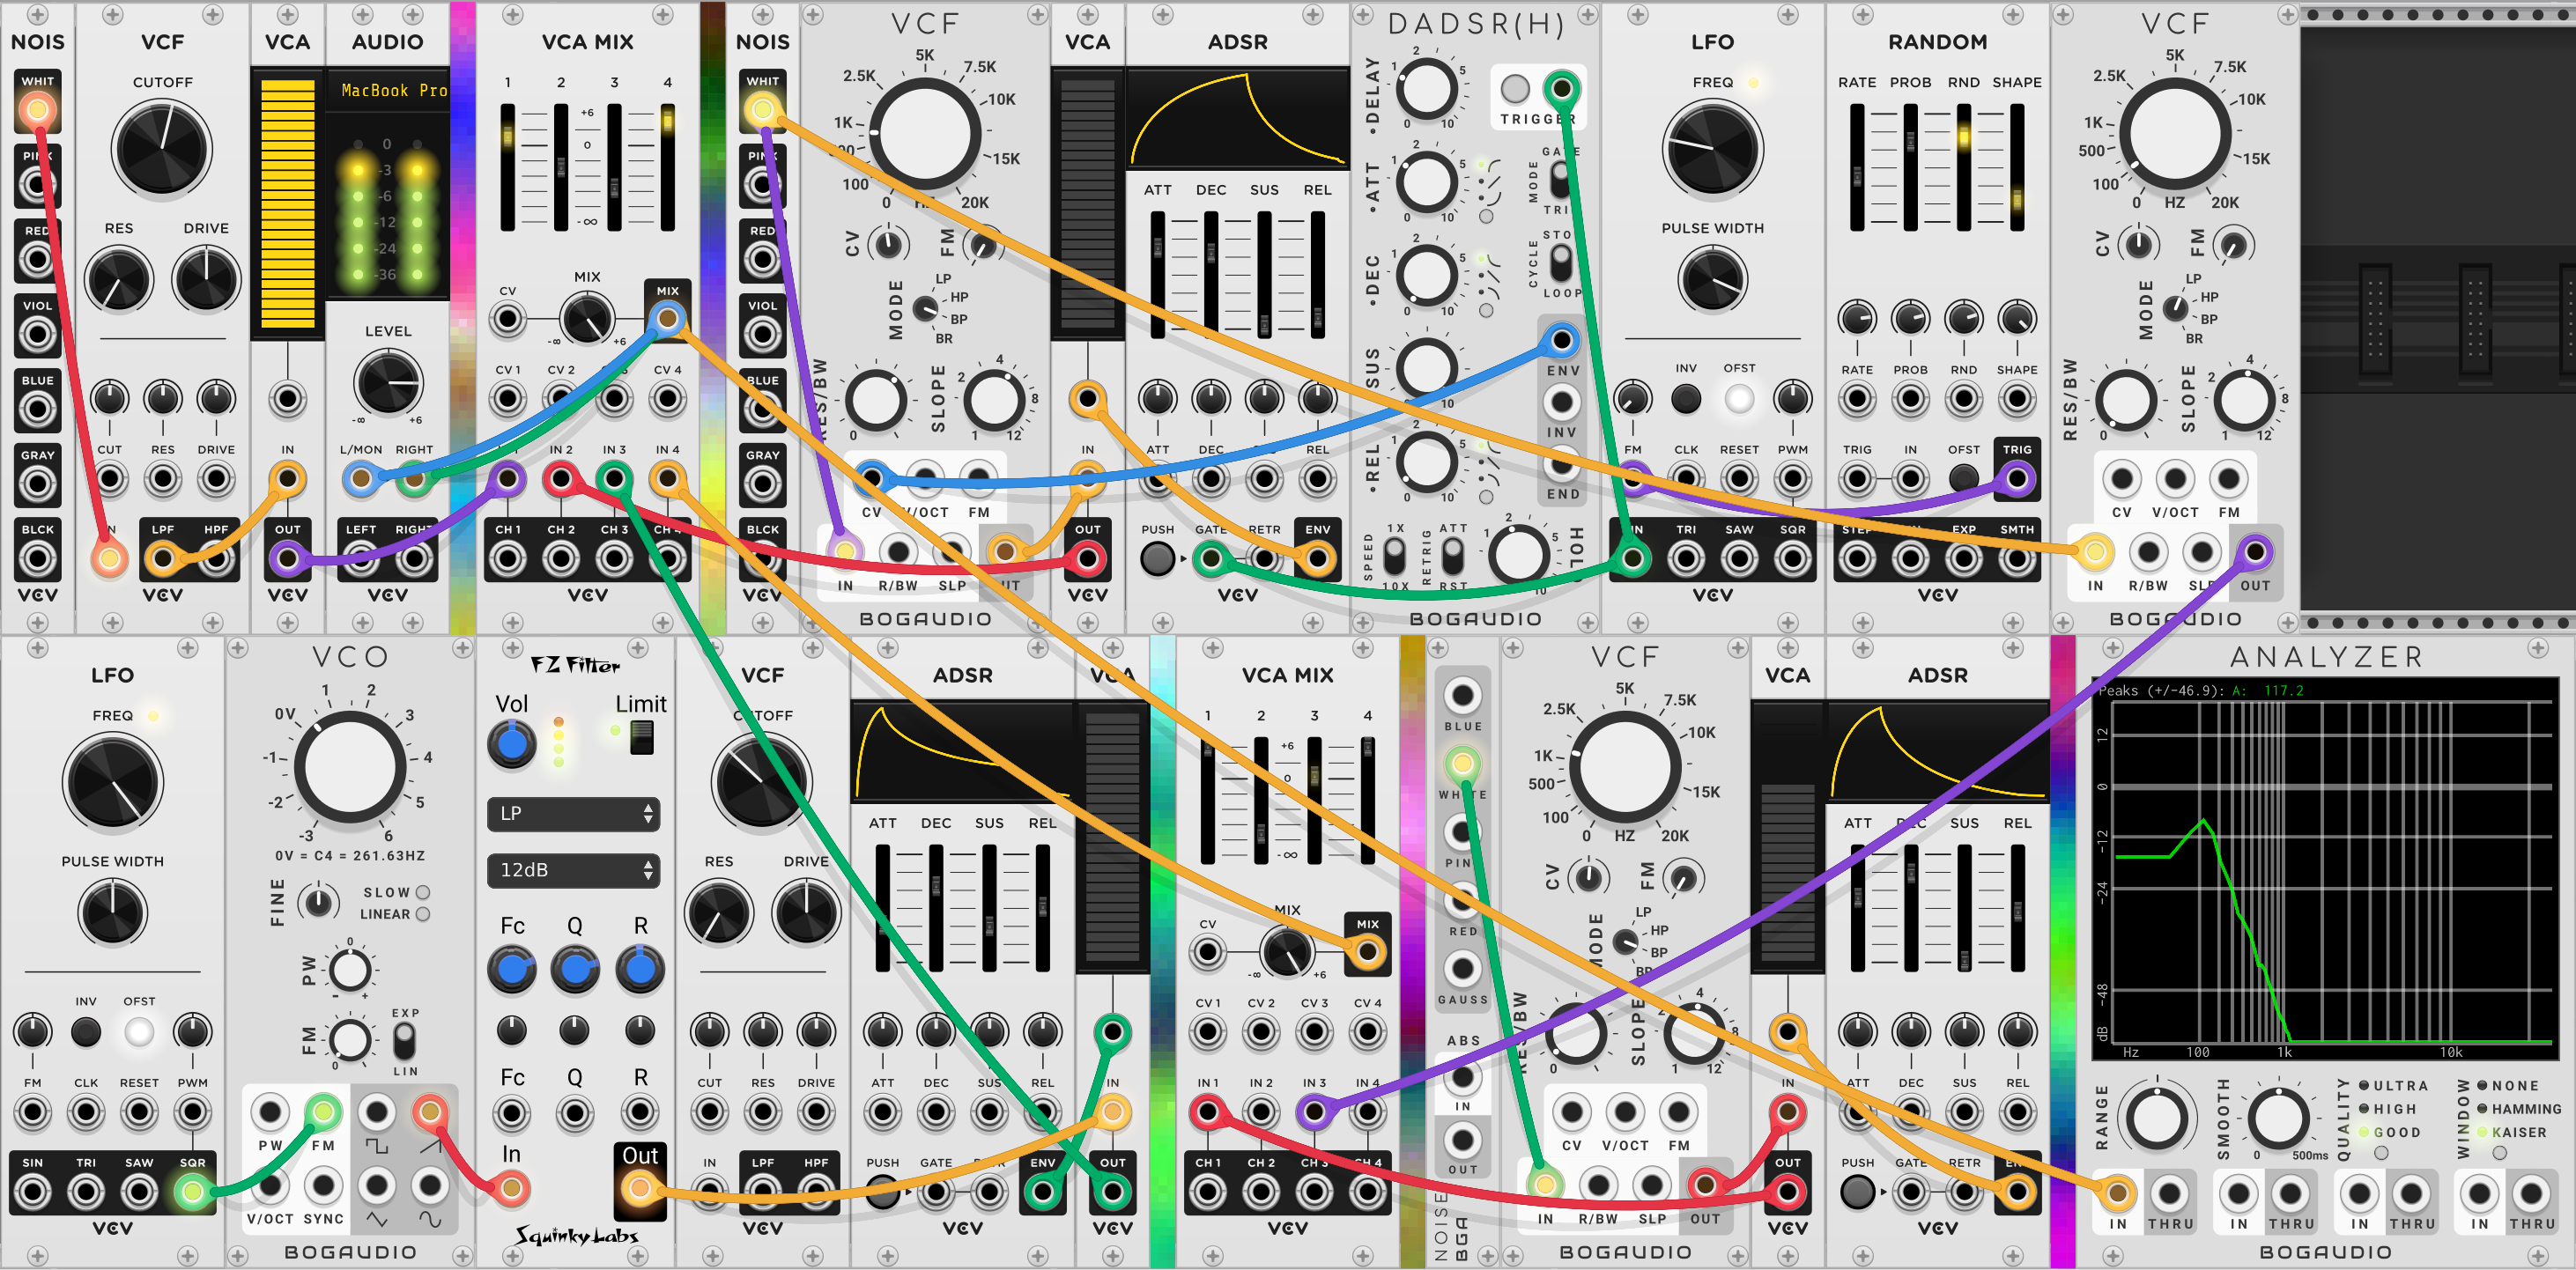 NOIS
WHIT
PINK
RED
VIOL
BLUE
GRAY
BLCK
VCV
VCF
CUTOFF
RES DRIVE
CUT RES DRIVE
IN LPF HPF
VCV
VCA
IN
OUT
VCV
AUDIO
MacBook Pro
0
-3
-6
-12
-24
-36
LEVEL
-∞ +6
L/MON RIGHT
LEFT RIGHT
VCV
VCA MIX
1 2 3 4
+6
0
-∞
MIX MIX
CV
-∞ +6
CV 1 CV 2 CV 4
IN 2 IN 3 IN 4
CH 1 CH 2 CH 3 CH 4
VCV
NOIS
WHIT
PINK
RED
VIOL
BLUE
GRAY
BLCK
VCV
VCF
5K
2.5K 7.5K
10K
1K
15K
100
0 HZ 20K
CV FM
LP
HP
MODE BP
BR
RES/BW SLOPE
4
2 8
0 1 12
CV V/OCT FM
IN R/BW SLP OUT
BOGAUDIO
VCA
IN
OUT
VCV
ADSR
ATT DEC SUS REL
ATT DEC SUS REL
PUSH GATE RETR ENV
VCV
DADSR(H)
DELAY
TRIGGER
ATT
MODE
GATE
TRIG
DEC
CYCLE
STOP
LOOP
SUS
ENV
INV
REL
END
SPEED
1X
10X
RETRIG
ATT
RST
HOLD
BOGAUDIO
LFO
FREQ
PULSE WIDTH
INV OFST
FM CLK RESET PWM
SIN TRI SAW SQR
VCV
RANDOM
RATE PROB RND SHAPE
RATE PROB RND SHAPE
TRIG IN OFST TRIG
STEP EXP SMTH
VCV
VCF
5K
2.5K 7.5K
10K
1K
500
15K
100
0 HZ 20K
CV FM
LP
HP
MODE BP
BR
RES/BW SLOPE
4
2 8
0 1 12
CV V/OCT FM
IN R/BW SLP OUT
BOGAUDIO
LFO
FREQ
PULSE WIDTH
INV OFST
FM CLK RESET PWM
SIN TRI SAW SQR
VCV
VCO
1 2
0V 3
-1 4
-2 5
-3 6
0V = C4 = 261.63HZ
FINE
SLOW
LINEAR
PW
0
- +
FM
EXP
LIN
PW FM
V/OCT SYNC
BOGAUDIO
FZ Filter
Vol Limit
LP
12dB
Fc Q R
Fc Q R
In Out
Squinky Labs
VCF
CUTOFF
RES DRIVE
CUT RES DRIVE
IN LPF HPF
VCV
ADSR
ATT DEC SUS REL
ATT DEC SUS REL
PUSH GATE RETR ENV
VCV
VCA
IN
OUT
VCV
VCA MIX
1 2 3 4
+6
0
-∞
MIX
CV MIX
-∞ +6
CV 1 CV 2 CV 3 CV 4
IN 1 IN 2 IN 3 IN 4
CH 1 CH 2 CH 3 CH 4
VCV
BLUE
WHITE
PINK
RED
GAUSS
ABS
IN
OUT
NOISE
BGA
VCF
5K
2.5K 7.5K
10K
1K
500
15K
100
0 HZ 20K
CV FM
LP
HP
MODE BP
BR
RES/BW SLOPE
4
2 8
0 1 12
CV V/OCT FM
IN R/BW SLP OUT
BOGAUDIO
VCA
IN
OUT
VCV
ADSR
ATT DEC SUS REL
ATT DEC SUS REL
PUSH GATE RETR ENV
VCV
ANALYZER
Peaks (+/-46.9): A: 117.2
12
0
-12
-24
-48
dB
Hz 100 1k 10k
RANGE
SMOOTH
0 500ms
QUALITY
ULTRA
HIGH
GOOD
WINDOW
NONE
HAMMING
KAISER
IN THRU IN THRU IN THRU IN THRU
BOGAUDIO